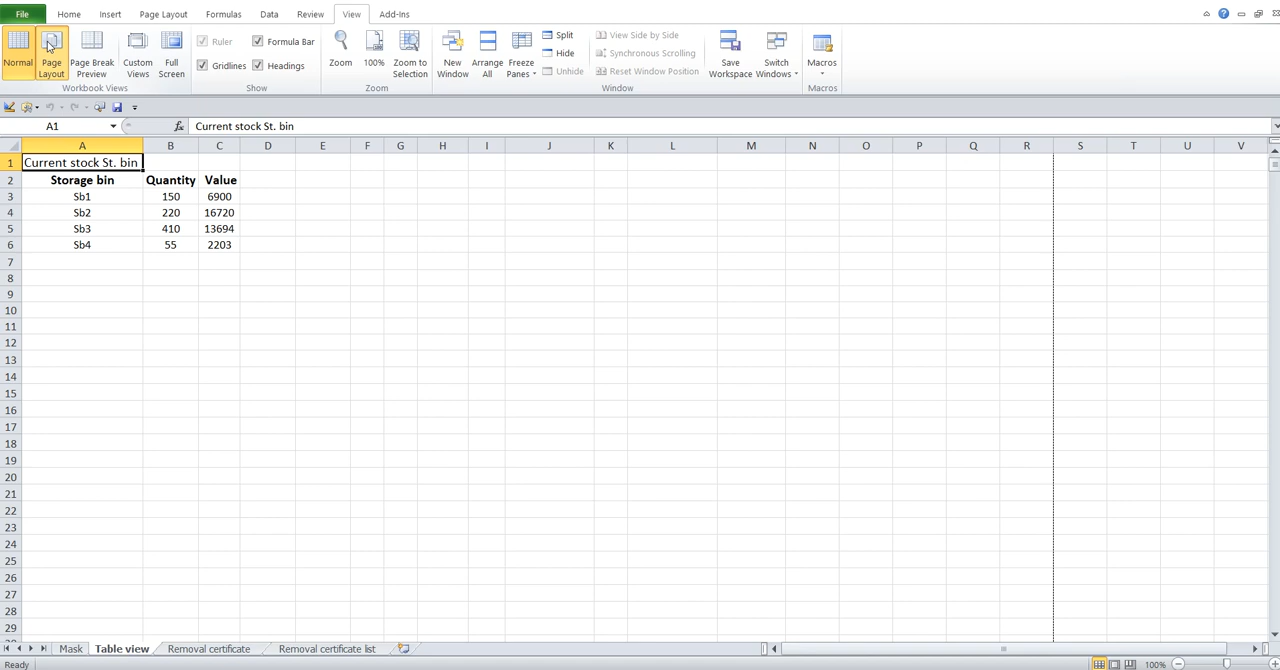 File Home Insert Page Layout Formulas Data Review View Add-Ins
Normal Page Layout Page Break Preview Custom Views Full Screen
Workbook Views
Ruler Formula Bar
Gridlines Headings
Show
Zoom 100% Zoom to Selection
Zoom
New Window Arrange All Freeze Panes
Split
Hide
Unhide
View Side by Side
Synchronous Scrolling
Reset Window Position
Window
Save Workspace Switch Windows
Macros
Macros
A1 fx Current stock St. bin
A B C D E F G H I J K L M N O P Q R S T U V
1 Current stock St. bin
2 Storage bin Quantity Value
3 Sb1 150 6900
4 Sb2 220 16720
5 Sb3 410 13694
6 Sb4 55 2203
7
8
9
10
11
12
13
14
15
16
17
18
19
20
21
22
23
24
25
26
27
28
29
Mask Table view Removal certificate Removal certificate list
Ready 100%